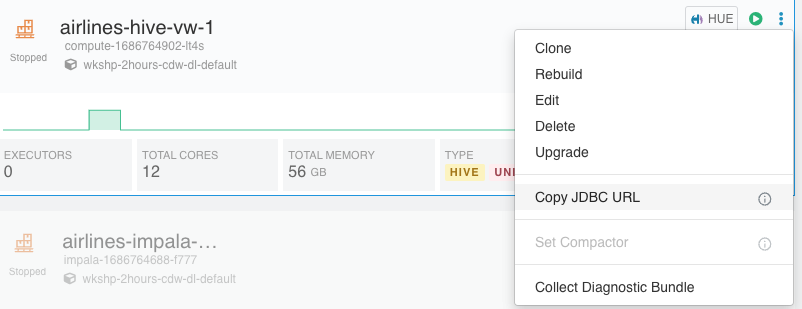 airlines-hive-vw-1
compute-1686764902-lt4s
Stopped
wkshp-2hours-cdw-dl-default
HUE
Clone
Rebuild
Edit
Delete
Upgrade
Copy JDBC URL
Set Compactor
Collect Diagnostic Bundle
EXECUTORS
0
TOTAL CORES
12
TOTAL MEMORY
56 GB
TYPE
HIVE UNI
airlines-impala-...
impala-1686764688-f777
Stopped
wkshp-2hours-cdw-dl-default